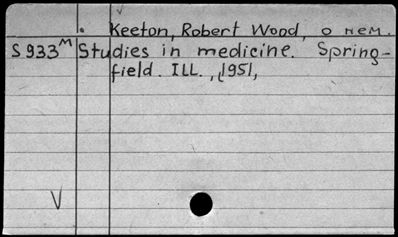 Keeton, Robert Wood, о нем.
S933ᴹ Studies in medicine. Spring-
field. ILL., 1951,
V